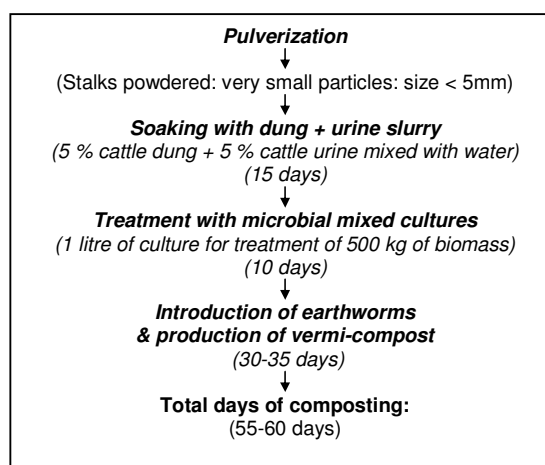 Pulverization
(Stalks powdered: very small particles: size < 5mm)
Soaking with dung + urine slurry
(5 % cattle dung + 5 % cattle urine mixed with water)
(15 days)
Treatment with microbial mixed cultures
(1 litre of culture for treatment of 500 kg of biomass)
(10 days)
Introduction of earthworms
& production of vermi-compost
(30-35 days)
Total days of composting:
(55-60 days)